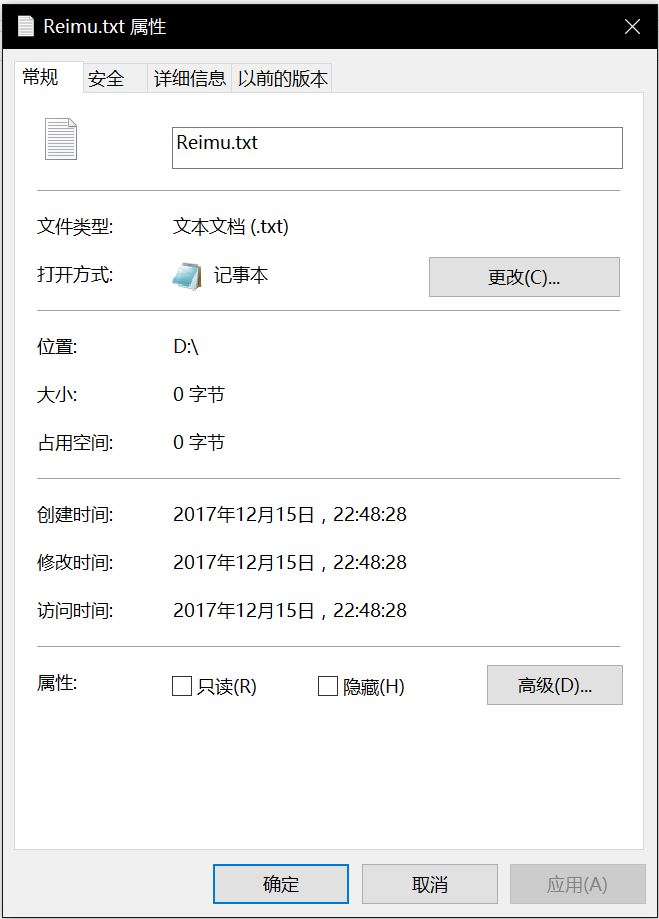 Reimu.txt 属性
常规 安全 详细信息 以前的版本
Reimu.txt
文件类型: 文本文档 (.txt)
打开方式: 记事本 更改(C)...
位置: D:\
大小: 0 字节
占用空间: 0 字节
创建时间: 2017年12月15日，22:48:28
修改时间: 2017年12月15日，22:48:28
访问时间: 2017年12月15日，22:48:28
属性: 只读(R) 隐藏(H) 高级(D)...
确定 取消 应用(A)